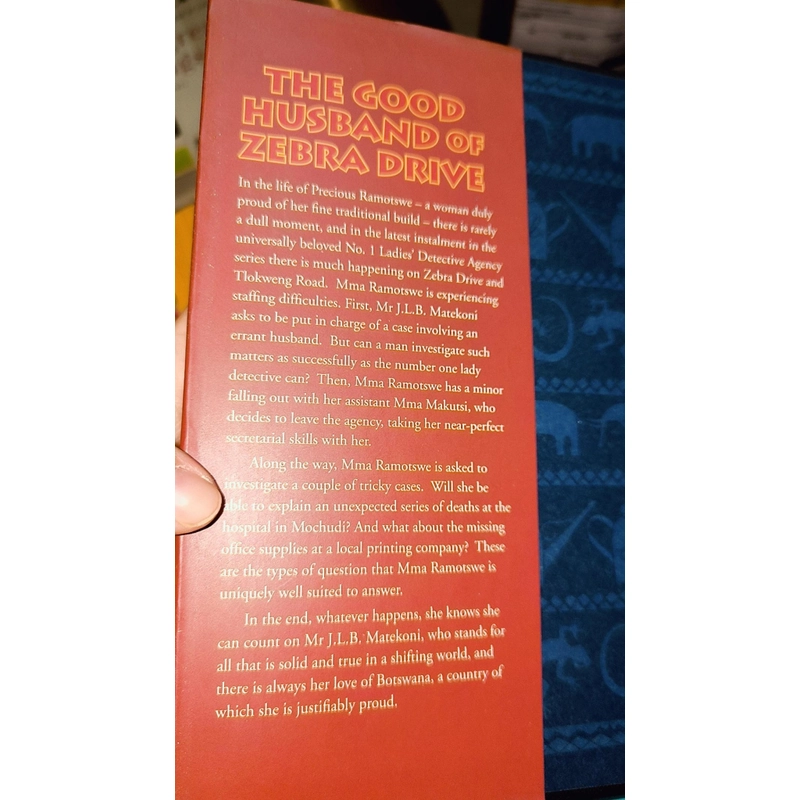 THE GOOD
HUSBAND OF
ZEBRA DRIVE
In the life of Precious Ramotswe – a woman duly
proud of her fine traditional build – there is rarely
a dull moment, and in the latest instalment in the
universally beloved No. 1 Ladies' Detective Agency
series there is much happening on Zebra Drive and
Tlokweng Road. Mma Ramotswe is experiencing
staffing difficulties. First, Mr J.L.B. Matekoni
asks to be put in charge of a case involving an
errant husband. But can a man investigate such
matters as successfully as the number one lady
detective can? Then, Mma Ramotswe has a minor
falling out with her assistant Mma Makutsi, who
decides to leave the agency, taking her near-perfect
secretarial skills with her.
Along the way, Mma Ramotswe is asked to
investigate a couple of tricky cases. Will she be
able to explain an unexpected series of deaths at the
hospital in Mochudi? And what about the missing
office supplies at a local printing company? These
are the types of question that Mma Ramotswe is
uniquely well suited to answer.
In the end, whatever happens, she knows she
can count on Mr J.L.B. Matekoni, who stands for
all that is solid and true in a shifting world, and
there is always her love of Botswana, a country of
which she is justifiably proud.